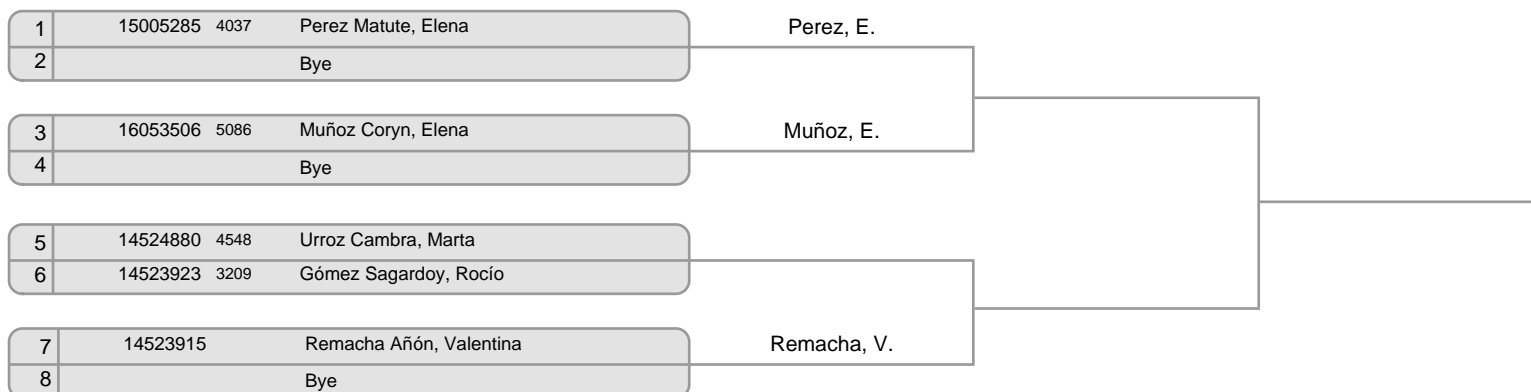 1 15005285 4037 Perez Matute, Elena Perez, E.
2 Bye
3 16053506 5086 Muñoz Coryn, Elena Muñoz, E.
4 Bye
5 14524880 4548 Urroz Cambra, Marta
6 14523923 3209 Gómez Sagardoy, Rocío
7 14523915 Remacha Añón, Valentina Remacha, V.
8 Bye